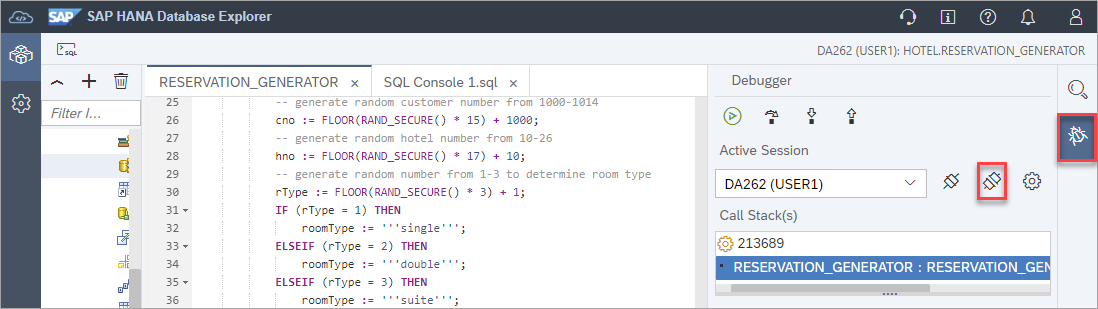 SAP SAP HANA Database Explorer
SQL
DA262 (USER1): HOTEL.RESERVATION_GENERATOR
RESERVATION_GENERATOR × SQL Console 1.sql ×
Filter I...
25 -- generate random customer number from 1000-1014
26 cno := FLOOR(RAND_SECURE() * 15) + 1000;
27 -- generate random hotel number from 10-26
28 hno := FLOOR(RAND_SECURE() * 17) + 10;
29 -- generate random number from 1-3 to determine room type
30 rType := FLOOR(RAND_SECURE() * 3) + 1;
31 IF (rType = 1) THEN
32 roomType := '''single''';
33 ELSEIF (rType = 2) THEN
34 roomType := '''double''';
35 ELSEIF (rType = 3) THEN
36 roomType := '''suite''';
Debugger
Active Session
DA262 (USER1)
Call Stack(s)
213689
RESERVATION_GENERATOR : RESERVATION_GEN